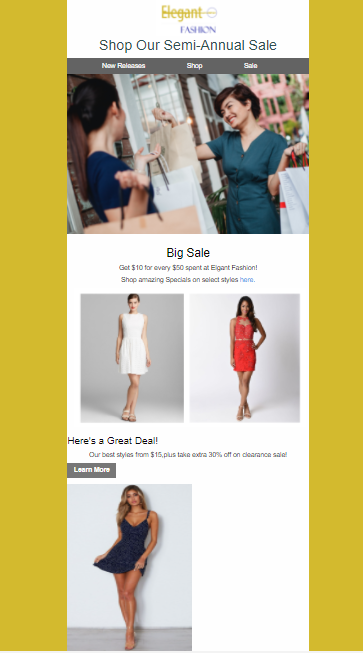 Elegant
FASHION
Shop Our Semi-Annual Sale
New Releases Shop Sale
Big Sale
Get $10 for every $50 spent at Elgant Fashion!
Shop amazing Specials on select styles here.
Here's a Great Deal!
Our best styles from $15,plus take extra 30% off on clearance sale!
Learn More